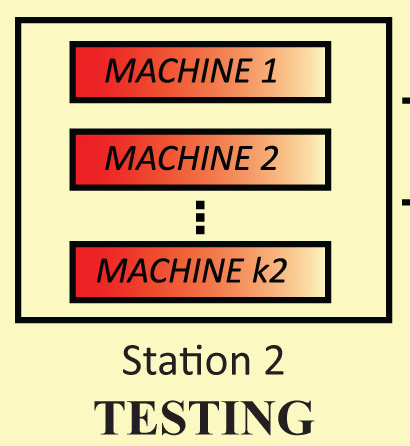 MACHINE 1
MACHINE 2
MACHINE k2
Station 2
TESTING